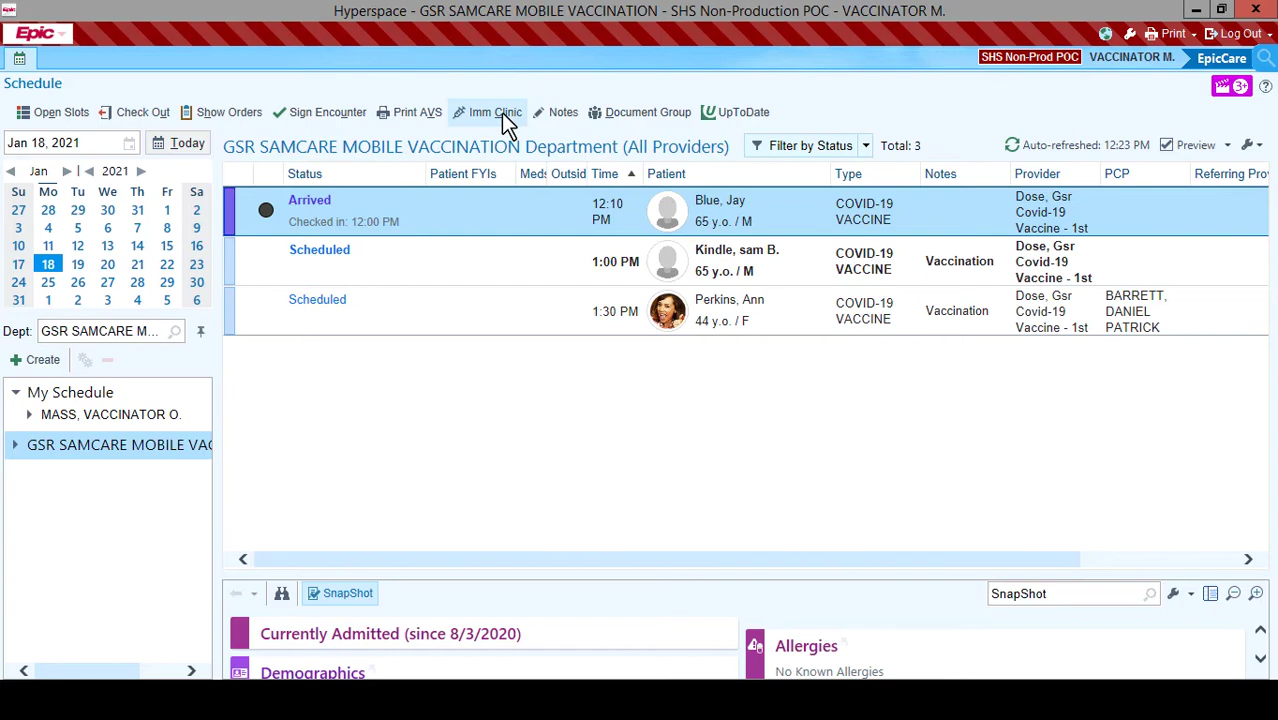 Hyperspace - GSR SAMCARE MOBILE VACCINATION - SHS Non-Production POC - VACCINATOR M.
Epic
Print
Log Out
SHS Non-Prod POC VACCINATOR M. EpicCare
Schedule
3+
Open Slots Check Out Show Orders Sign Encounter Print AVS Imm Clinic Notes Document Group UpToDate
Jan 18, 2021 Today
GSR SAMCARE MOBILE VACCINATION Department (All Providers) Filter by Status Total: 3 Auto-refreshed: 12:23 PM Preview
Jan 2021
Su Mo Tu We Th Fr Sa
27 28 29 30 31 1 2
3 4 5 6 7 8 9
10 11 12 13 14 15 16
17 18 19 20 21 22 23
24 25 26 27 28 29 30
31 1 2 3 4 5 6
Dept: GSR SAMCARE M...
Create
My Schedule
MASS, VACCINATOR O.
GSR SAMCARE MOBILE VAC
Status Patient FYIs Meds Outsid Time Patient Type Notes Provider PCP Referring Pro
Arrived
Checked in: 12:00 PM
12:10
PM
Blue, Jay
65 y.o. / M
COVID-19
VACCINE
Dose, Gsr
Covid-19
Vaccine - 1st
Scheduled
1:00 PM
Kindle, sam B.
65 y.o. / M
COVID-19
VACCINE
Vaccination
Dose, Gsr
Covid-19
Vaccine - 1st
Scheduled
1:30 PM
Perkins, Ann
44 y.o. / F
COVID-19
VACCINE
Vaccination
Dose, Gsr
Covid-19
Vaccine - 1st
BARRETT,
DANIEL
PATRICK
SnapShot
SnapShot
Currently Admitted (since 8/3/2020)
Demographics
Allergies
No Known Allergies